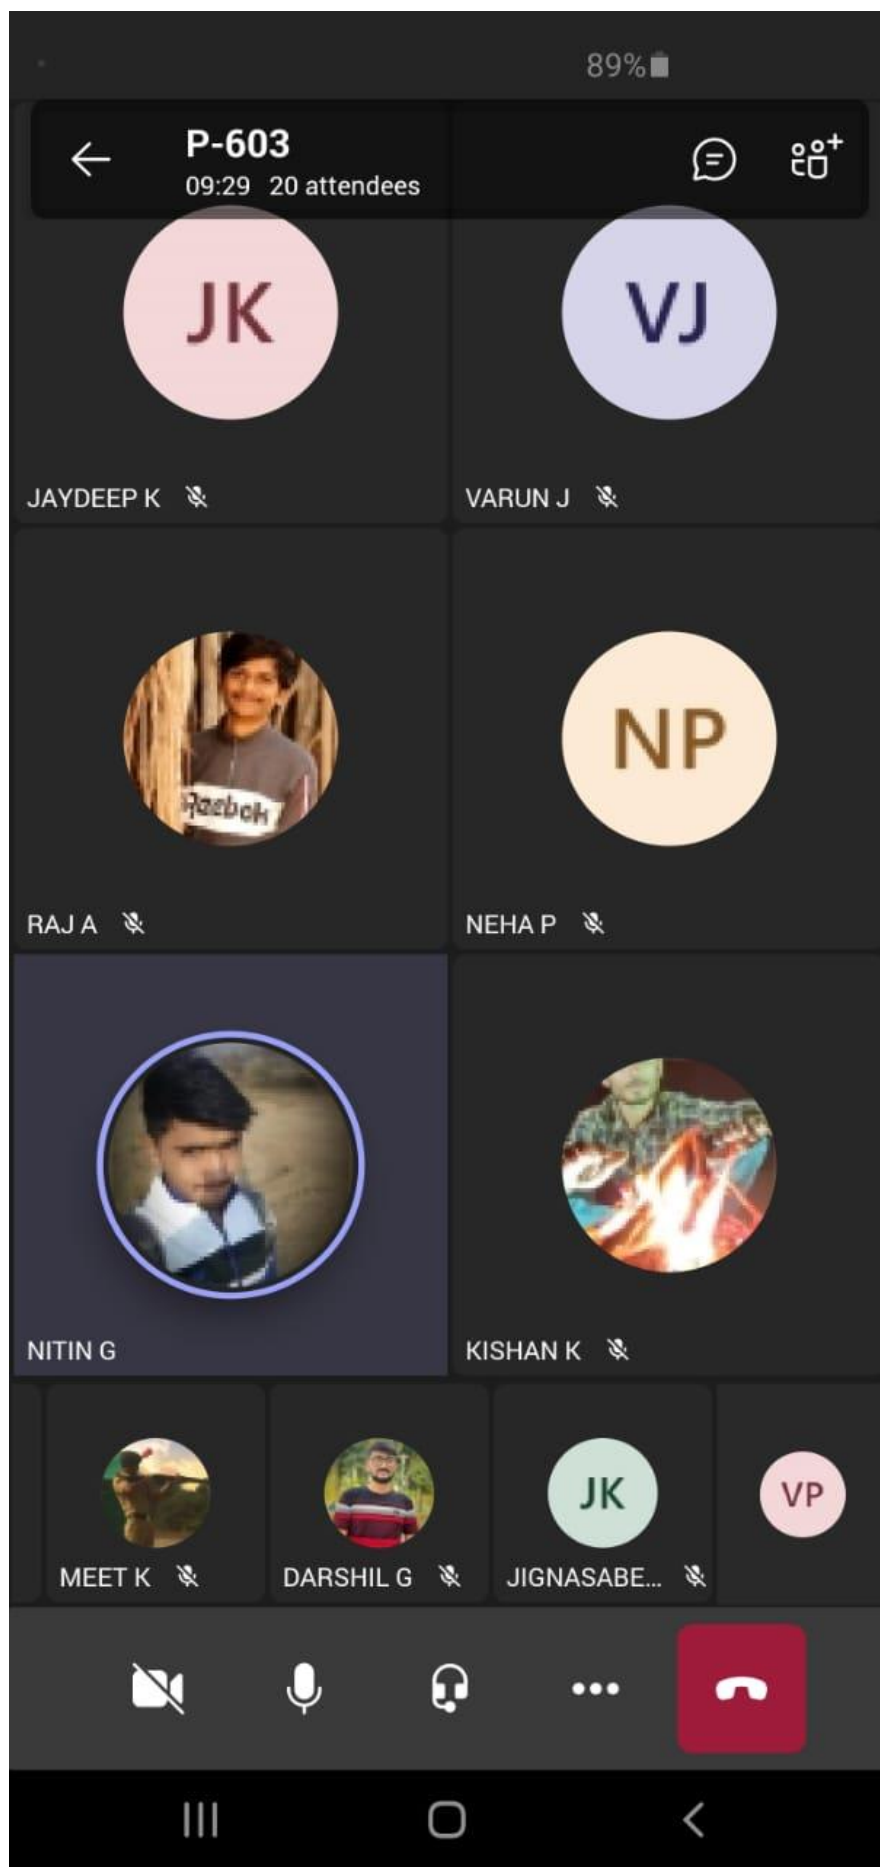 89%
P-603
09:29 20 attendees
JK
VJ
JAYDEEP K
VARUN J
Reebok
NP
RAJ A
NEHA P
NITIN G
KISHAN K
JK
VP
MEET K
DARSHIL G
JIGNASABE...